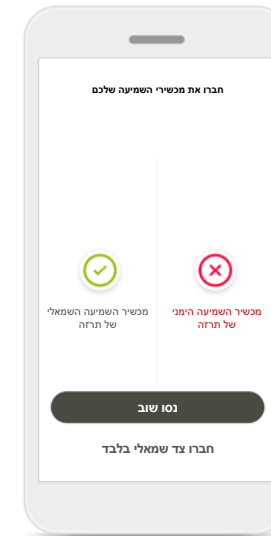 חברו את מכשירי השמיעה שלכם
מכשיר השמיעה הימני
של תרזה
מכשיר השמיעה השמאלי
של תרזה
נסו שוב
חברו צד שמאלי בלבד